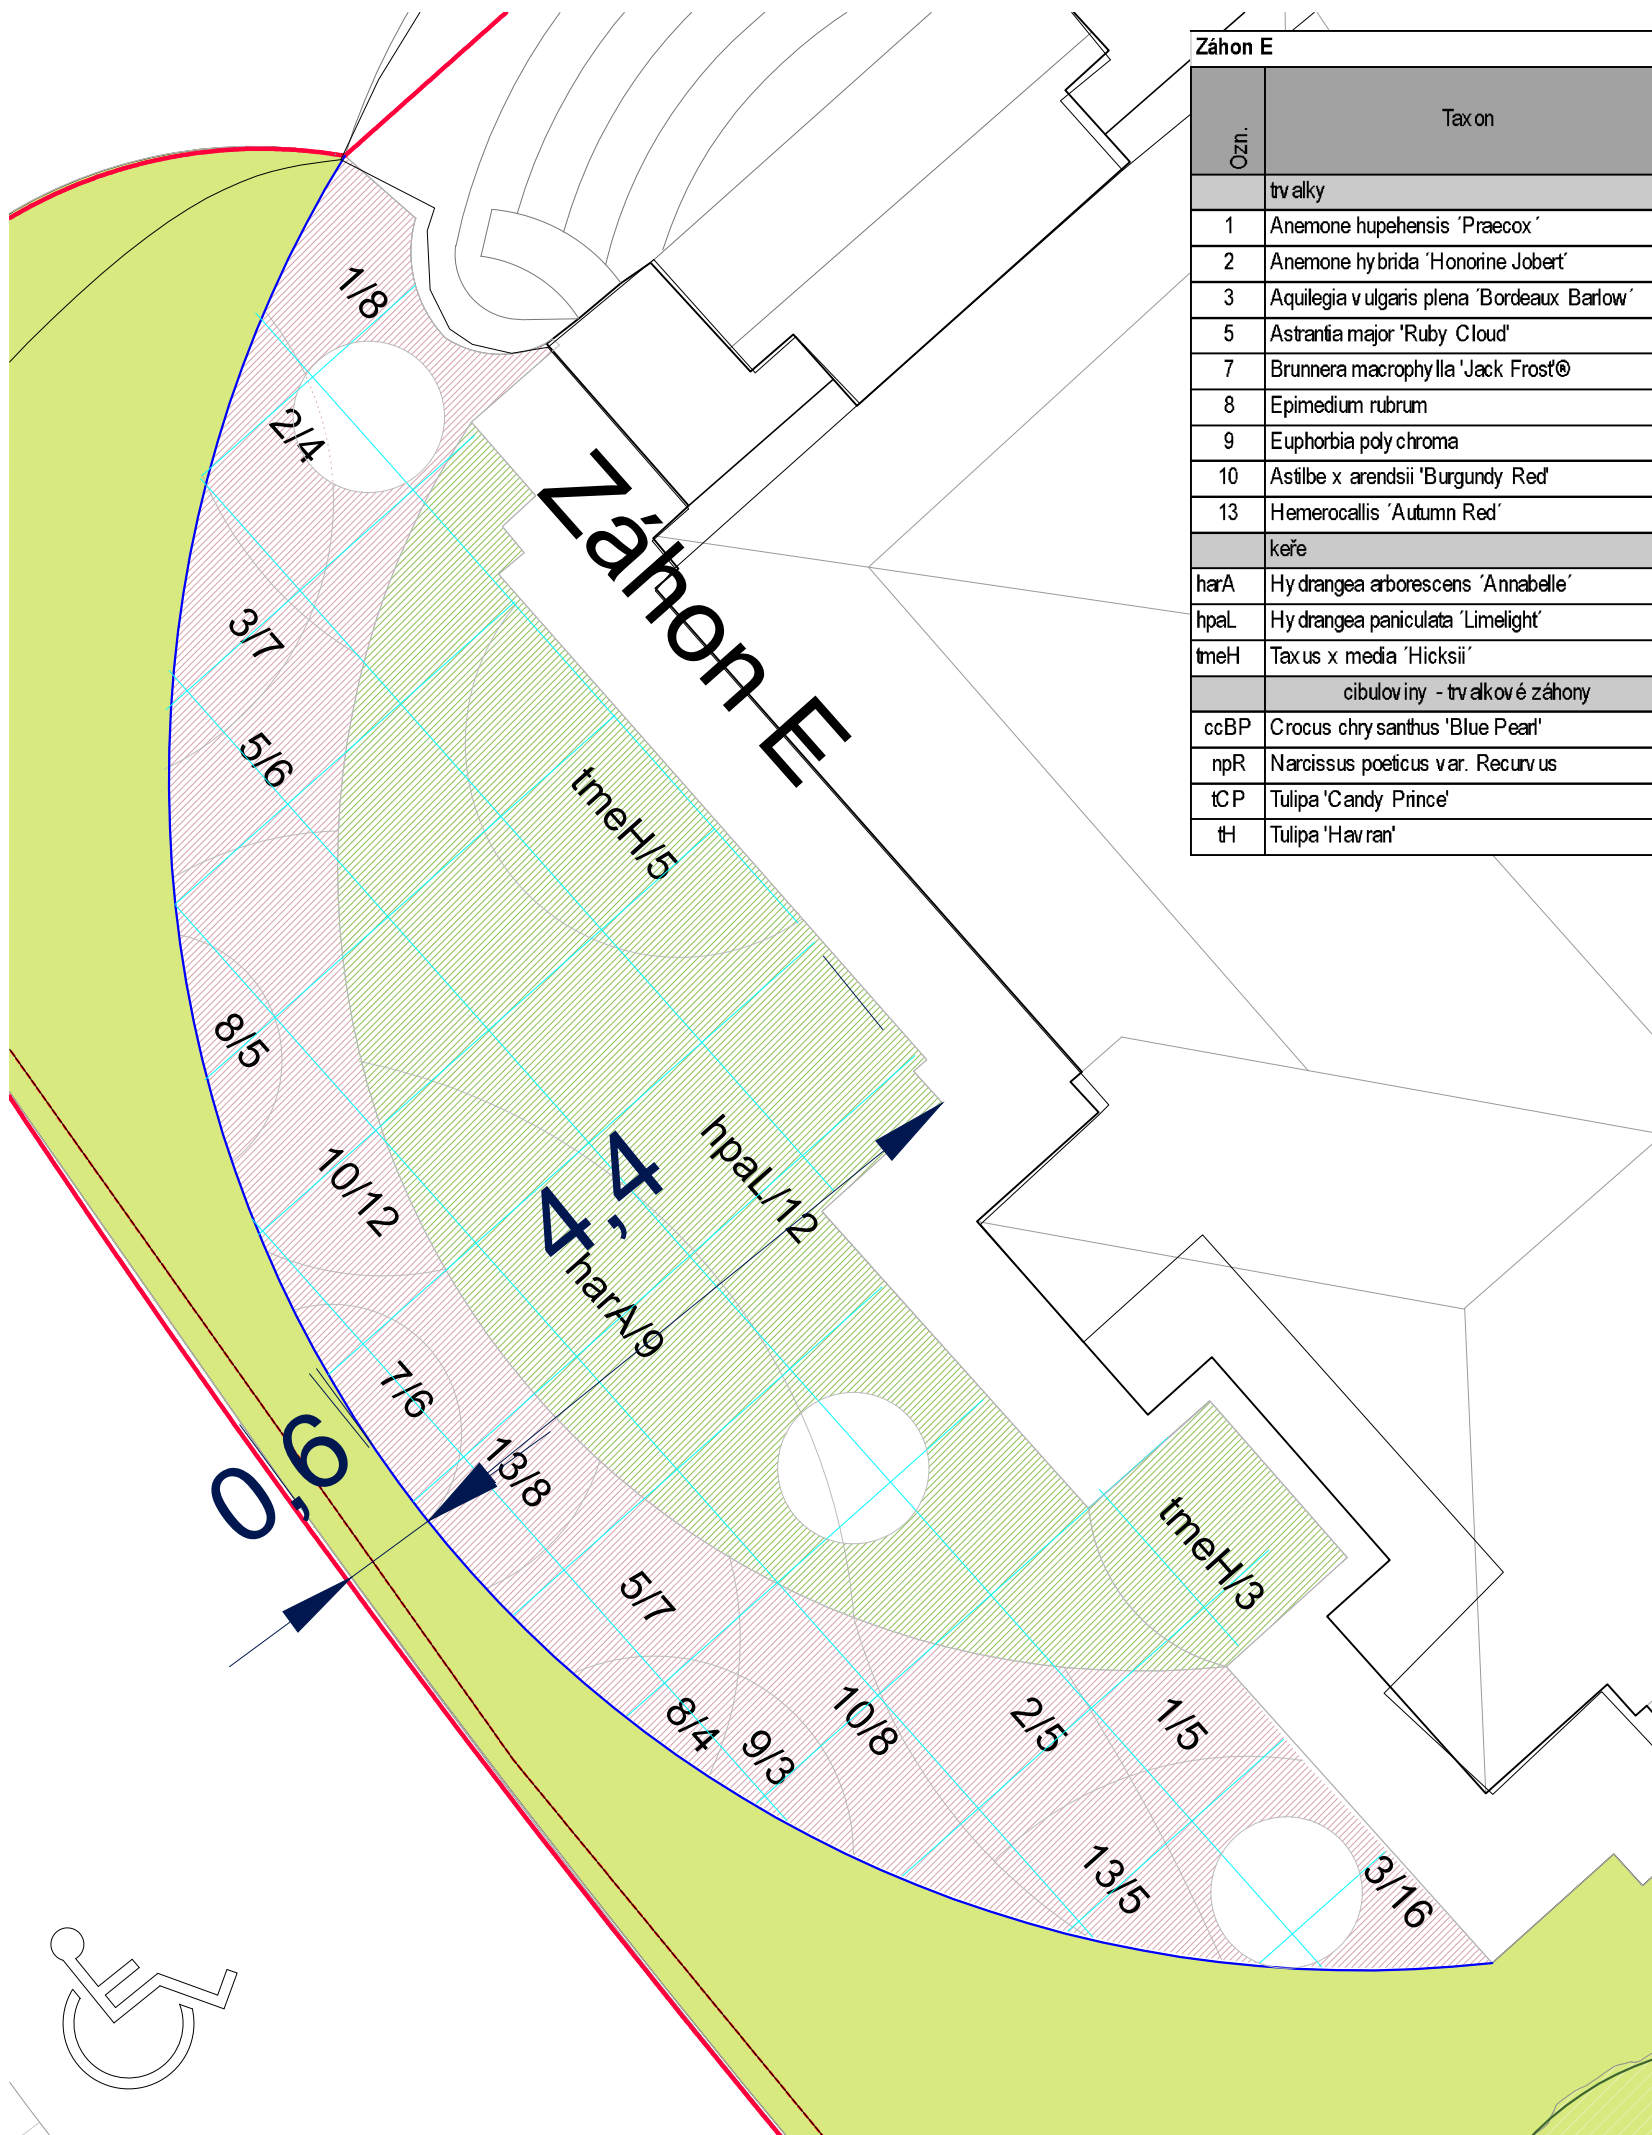 Záhon E
Ozn. Taxon
trvalky
1 Anemone hupehensis ´Praecox´
2 Anemone hybrida ´Honorine Jobert´
3 Aquilegia vulgaris plena ´Bordeaux Barlow´
5 Astrantia major 'Ruby Cloud'
7 Brunnera macrophylla 'Jack Frost'®
8 Epimedium rubrum
9 Euphorbia polychroma
10 Astilbe x arendsii 'Burgundy Red'
13 Hemerocallis ´Autumn Red´
keře
harA Hydrangea arborescens ´Annabelle´
hpaL Hydrangea paniculata ´Limelight´
tmeH Taxus x media ´Hicksii´
cibuloviny - trvalkové záhony
ccBP Crocus chrysanthus 'Blue Pearl'
npR Narcissus poeticus var. Recurvus
tCP Tulipa 'Candy Prince'
tH Tulipa 'Havran'
1/8
2/4
Záhon E
3/7
5/6
tmeH/5
8/5
10/12
hpaL/12
4,4
harA/9
7/6
0,6
13/8
5/7
tmeH/3
8/4
9/3
10/8
2/5
1/5
13/5
3/16